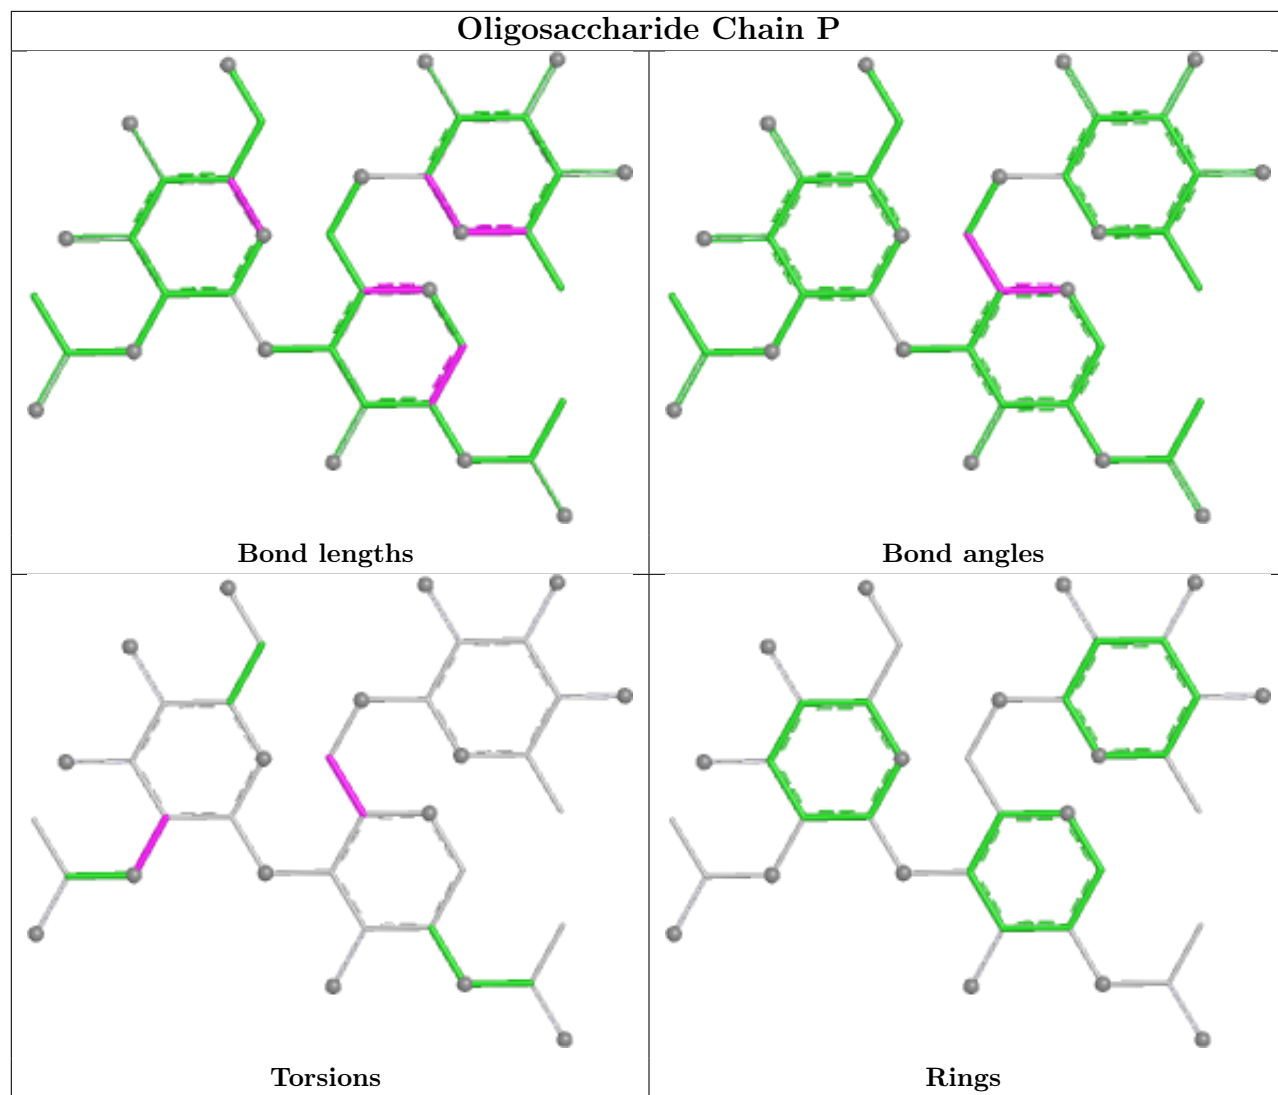 Oligosaccharide Chain P
Bond lengths
Bond angles
Torsions
Rings